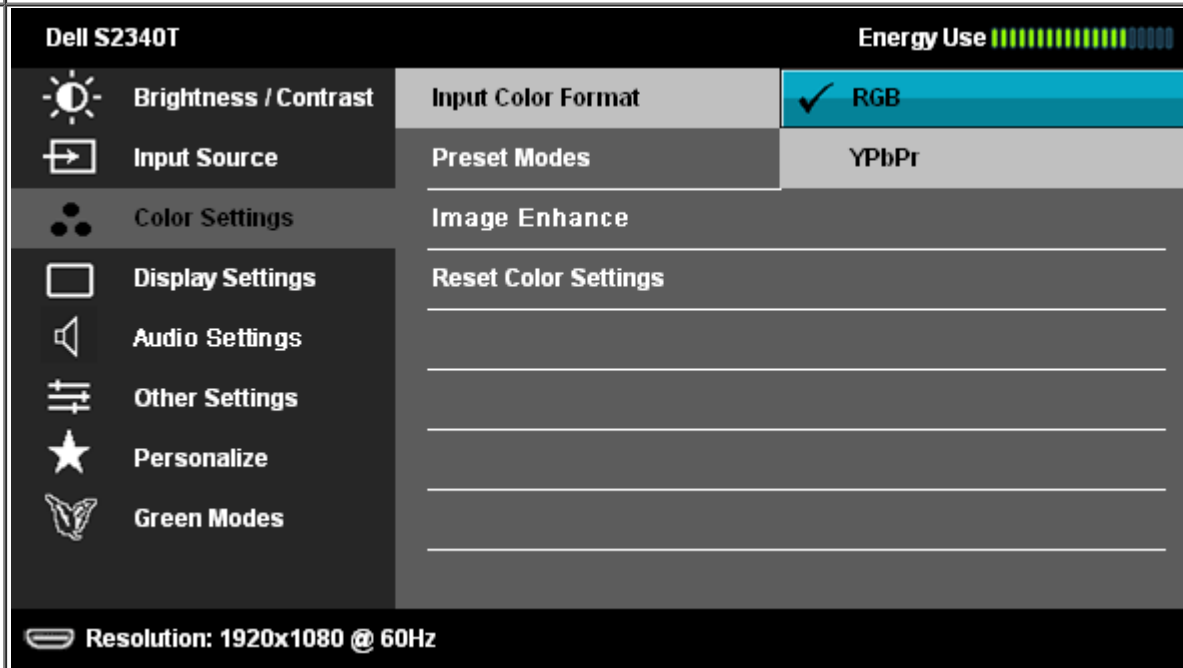 Dell S2340T
Energy Use
Brightness / Contrast
Input Source
Color Settings
Display Settings
Audio Settings
Other Settings
Personalize
Green Modes
Input Color Format
Preset Modes
Image Enhance
Reset Color Settings
RGB
YPbPr
Resolution: 1920x1080 @ 60Hz